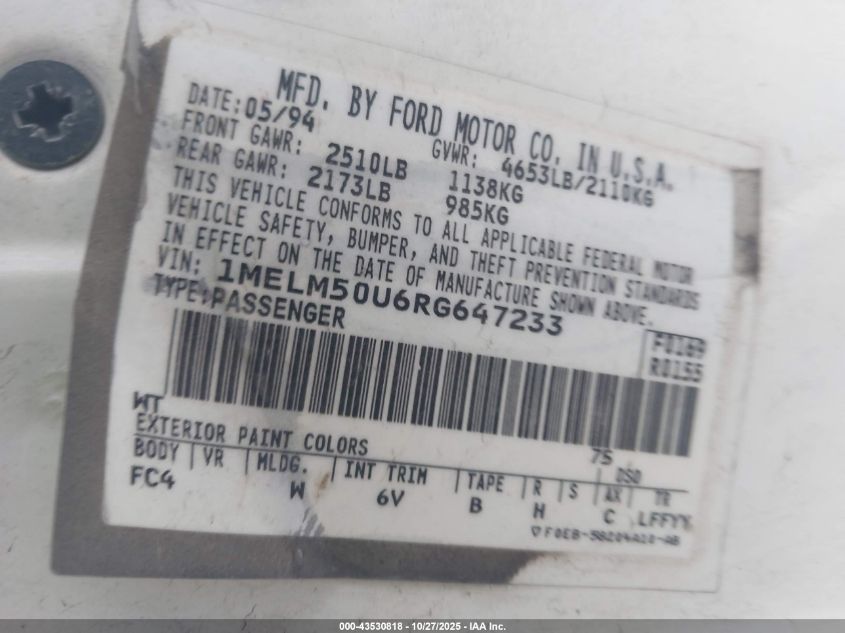 MFD. BY FORD MOTOR CO. IN U.S.A.
DATE: 05/94 GVWR: 4653LB/2110KG
FRONT GAWR: 2510LB 1138KG
REAR GAWR: 2173LB 985KG
THIS VEHICLE CONFORMS TO ALL APPLICABLE FEDERAL MOTOR
VEHICLE SAFETY, BUMPER, AND THEFT PREVENTION STANDARDS
IN EFFECT ON THE DATE OF MANUFACTURE SHOWN ABOVE.
VIN: 1MELM50U6RG647233
TYPE: PASSENGER
F0169
R0155
WT 75
EXTERIOR PAINT COLORS DSO
BODY VR MLDG. INT TRIM TAPE R S AX TR
FC4 W 6V B H C LFFYY
F0EB-58204A10-AB
000-43530818 - 10/27/2025 - IAA Inc.